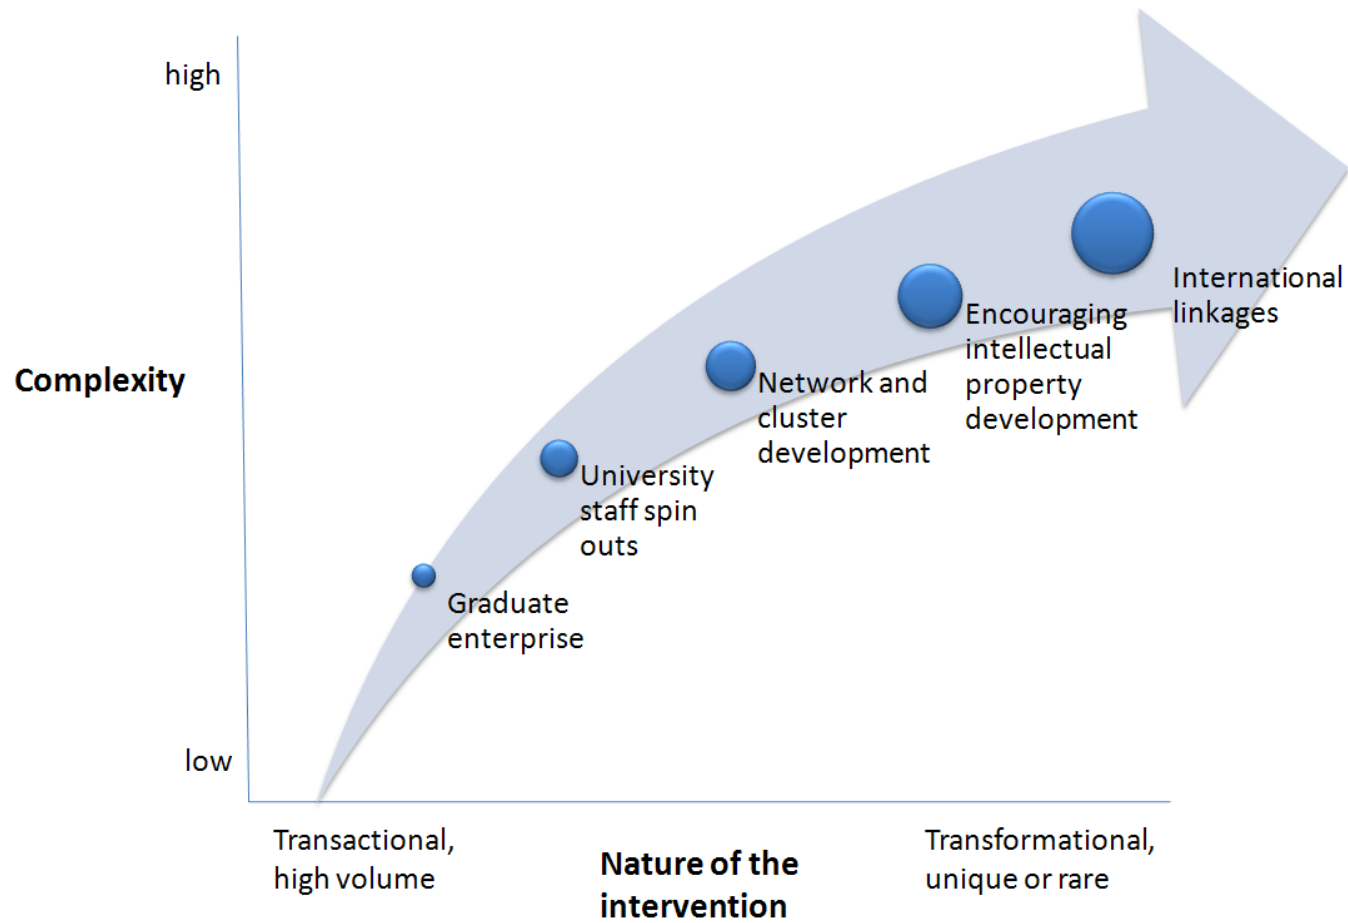 high
International
linkages
Encouraging
intellectual
property
development
Complexity
Network and
cluster
development
University
staff spin
outs
Graduate
enterprise
low
Transactional,
high volume
Nature of the
intervention
Transformational,
unique or rare